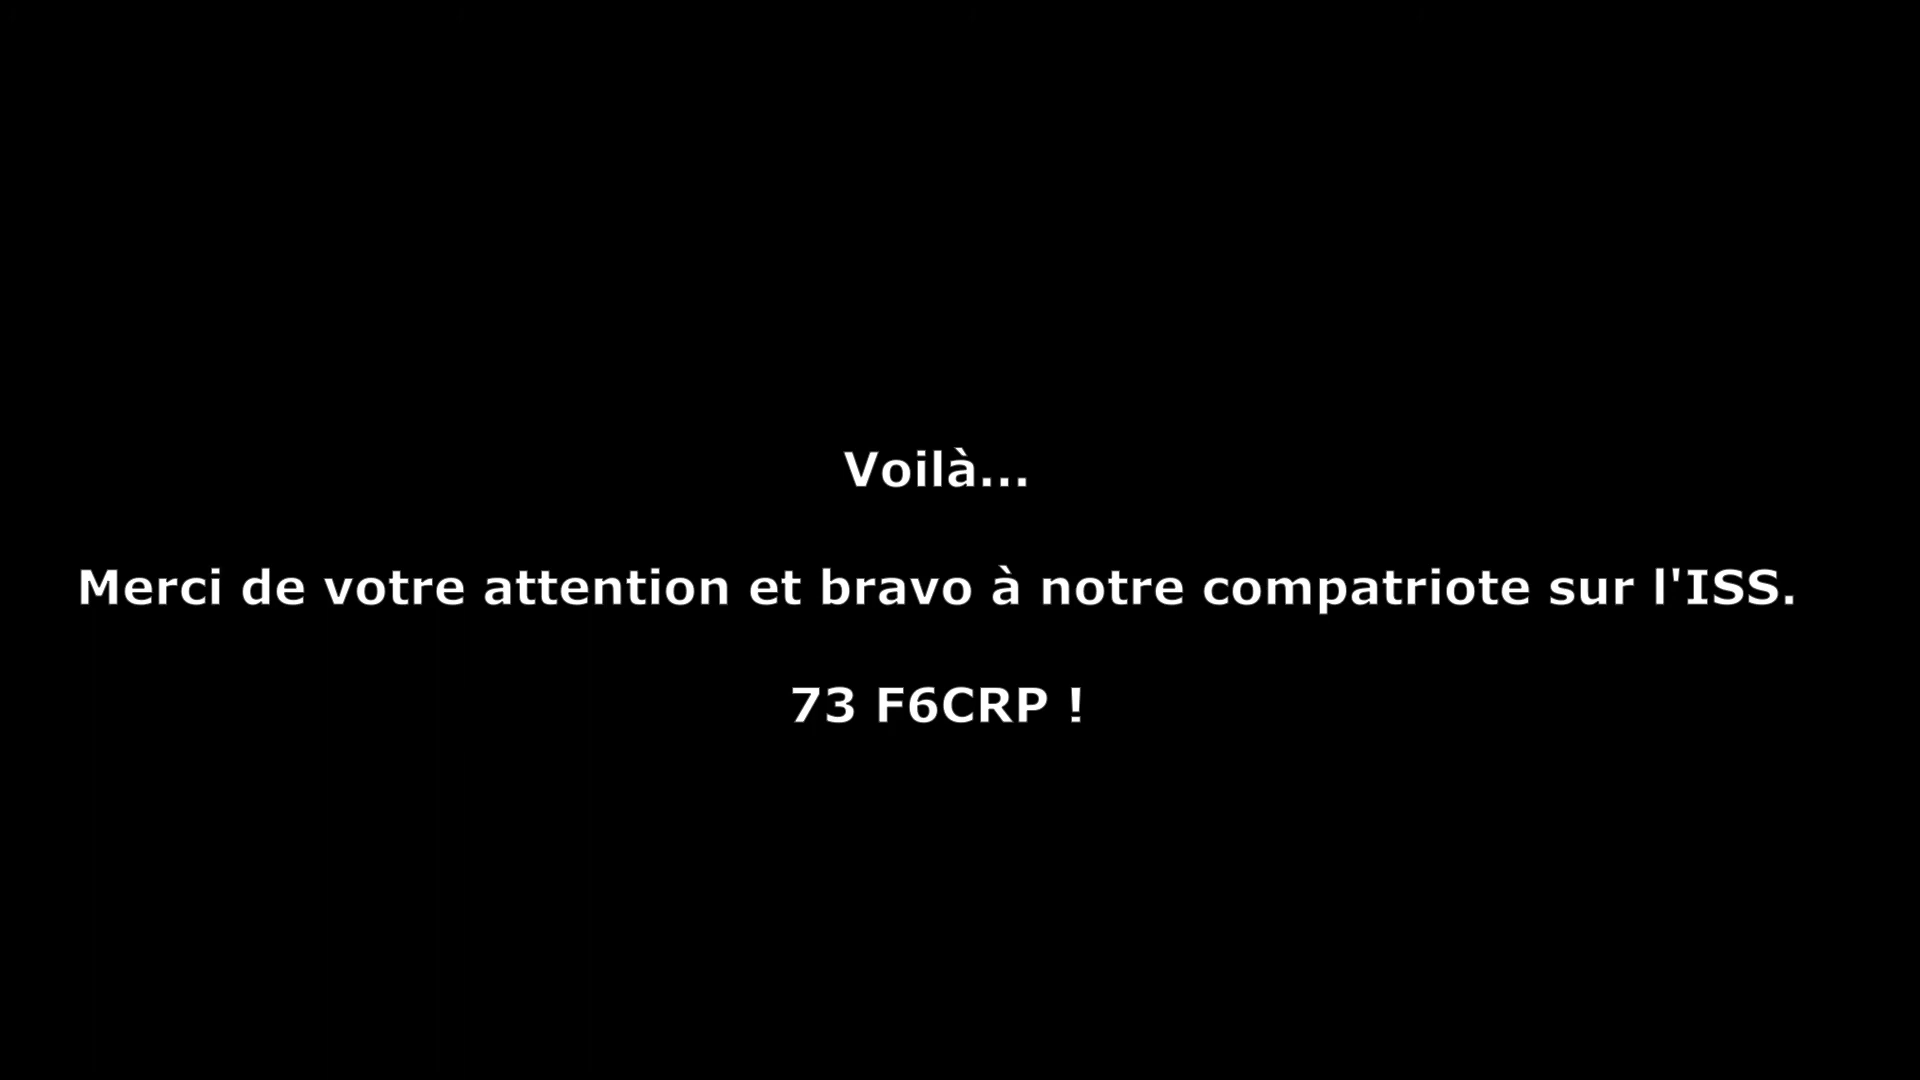 Voilà...
Merci de votre attention et bravo à notre compatriote sur l'ISS.
73 F6CRP !